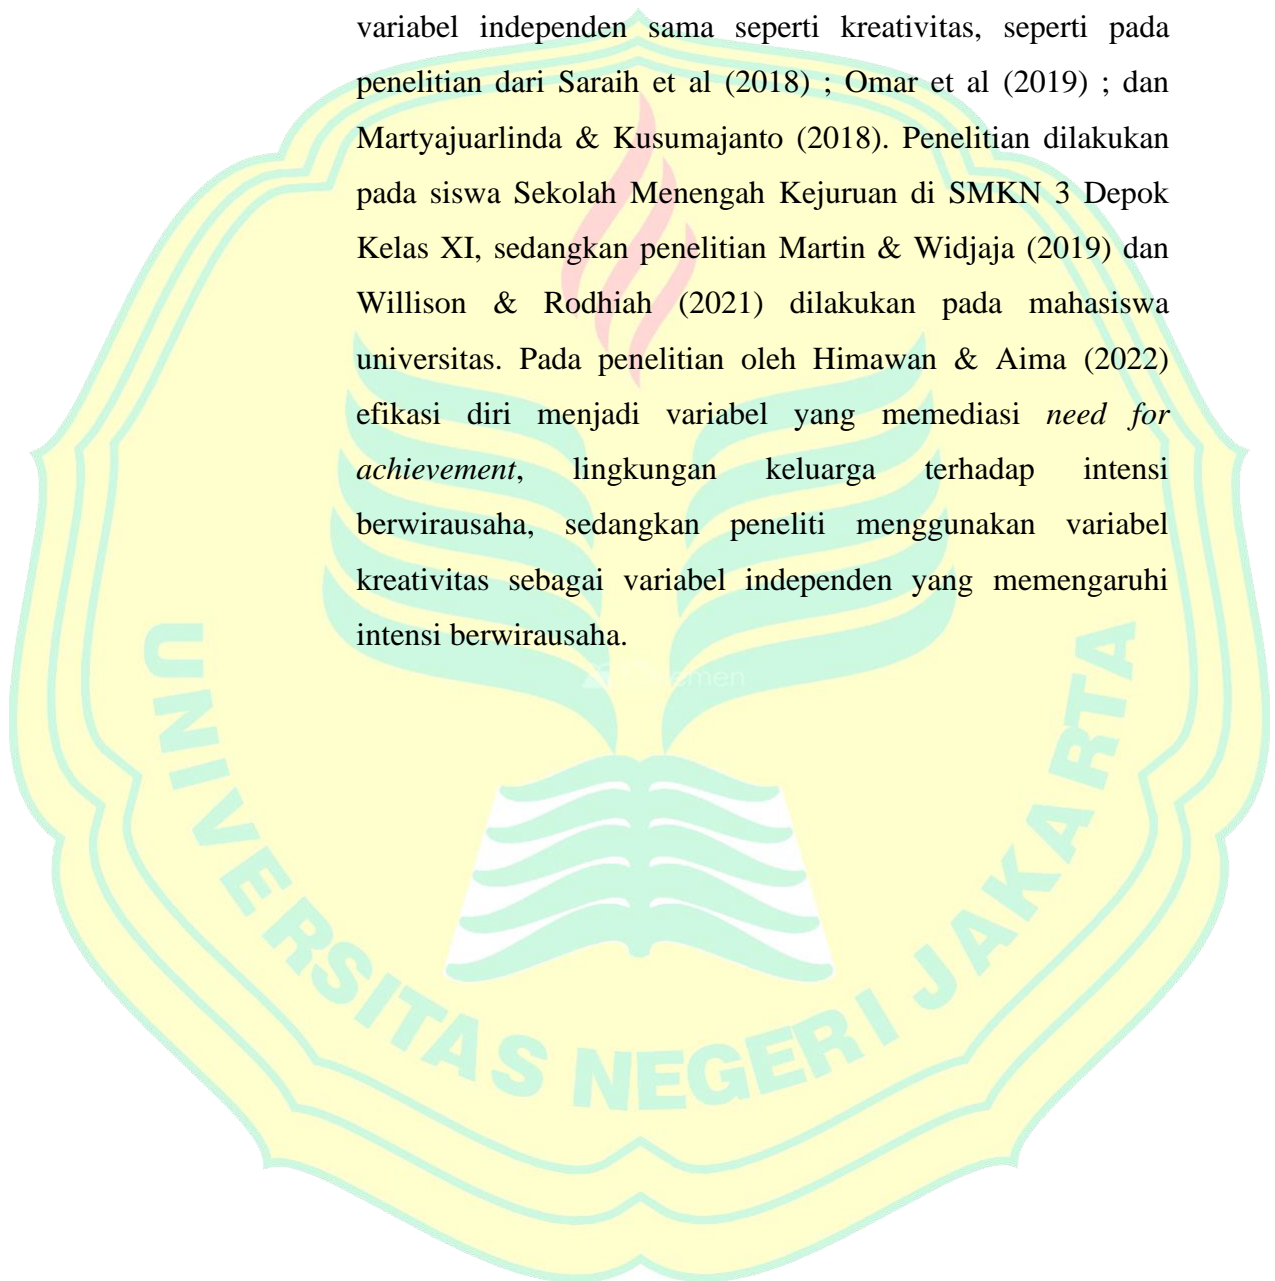 variabel independen sama seperti kreativitas, seperti pada
penelitian dari Saraih et al (2018) ; Omar et al (2019) ; dan
Martyajuarlinda & Kusumajanto (2018). Penelitian dilakukan
pada siswa Sekolah Menengah Kejuruan di SMKN 3 Depok
Kelas XI, sedangkan penelitian Martin & Widjaja (2019) dan
Willison & Rodhiah (2021) dilakukan pada mahasiswa
universitas. Pada penelitian oleh Himawan & Aima (2022)
efikasi diri menjadi variabel yang memediasi need for
achievement, lingkungan keluarga terhadap intensi
berwirausaha, sedangkan peneliti menggunakan variabel
kreativitas sebagai variabel independen yang memengaruhi
intensi berwirausaha.
UNIVERSITAS NEGERI JAKARTA